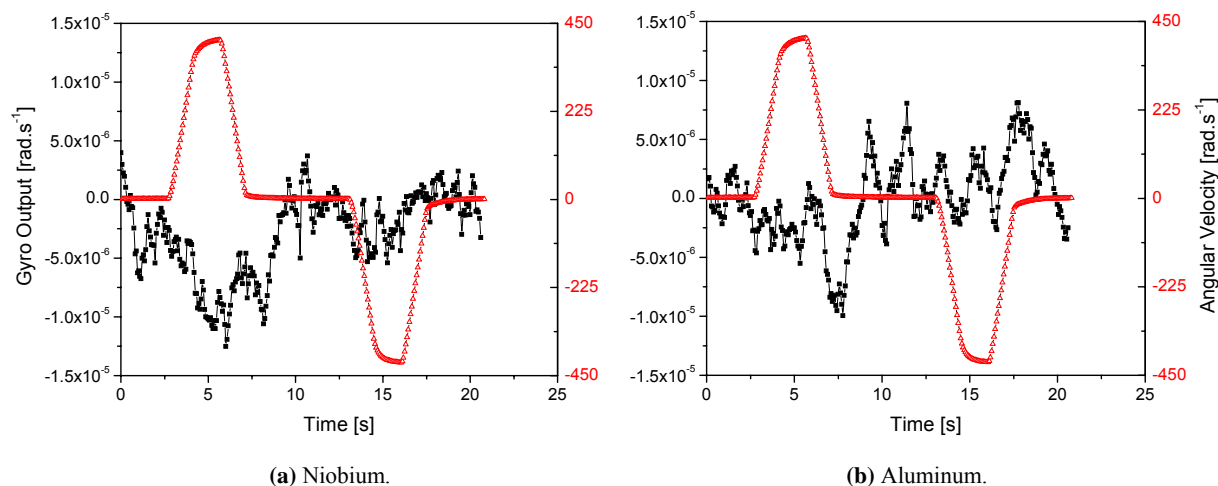 1.5x10⁻⁵
1.0x10⁻⁵
5.0x10⁻⁶
0.0
-5.0x10⁻⁶
-1.0x10⁻⁵
-1.5x10⁻⁵
Gyro Output [rad.s⁻¹]
0 5 10 15 20 25
Time [s]
450
225
0
-225
-450
(a) Niobium.
1.5x10⁻⁵
1.0x10⁻⁵
5.0x10⁻⁶
0.0
-5.0x10⁻⁶
-1.0x10⁻⁵
-1.5x10⁻⁵
0 5 10 15 20 25
Time [s]
450
225
0
-225
-450
Angular Velocity [rad.s⁻¹]
(b) Aluminum.